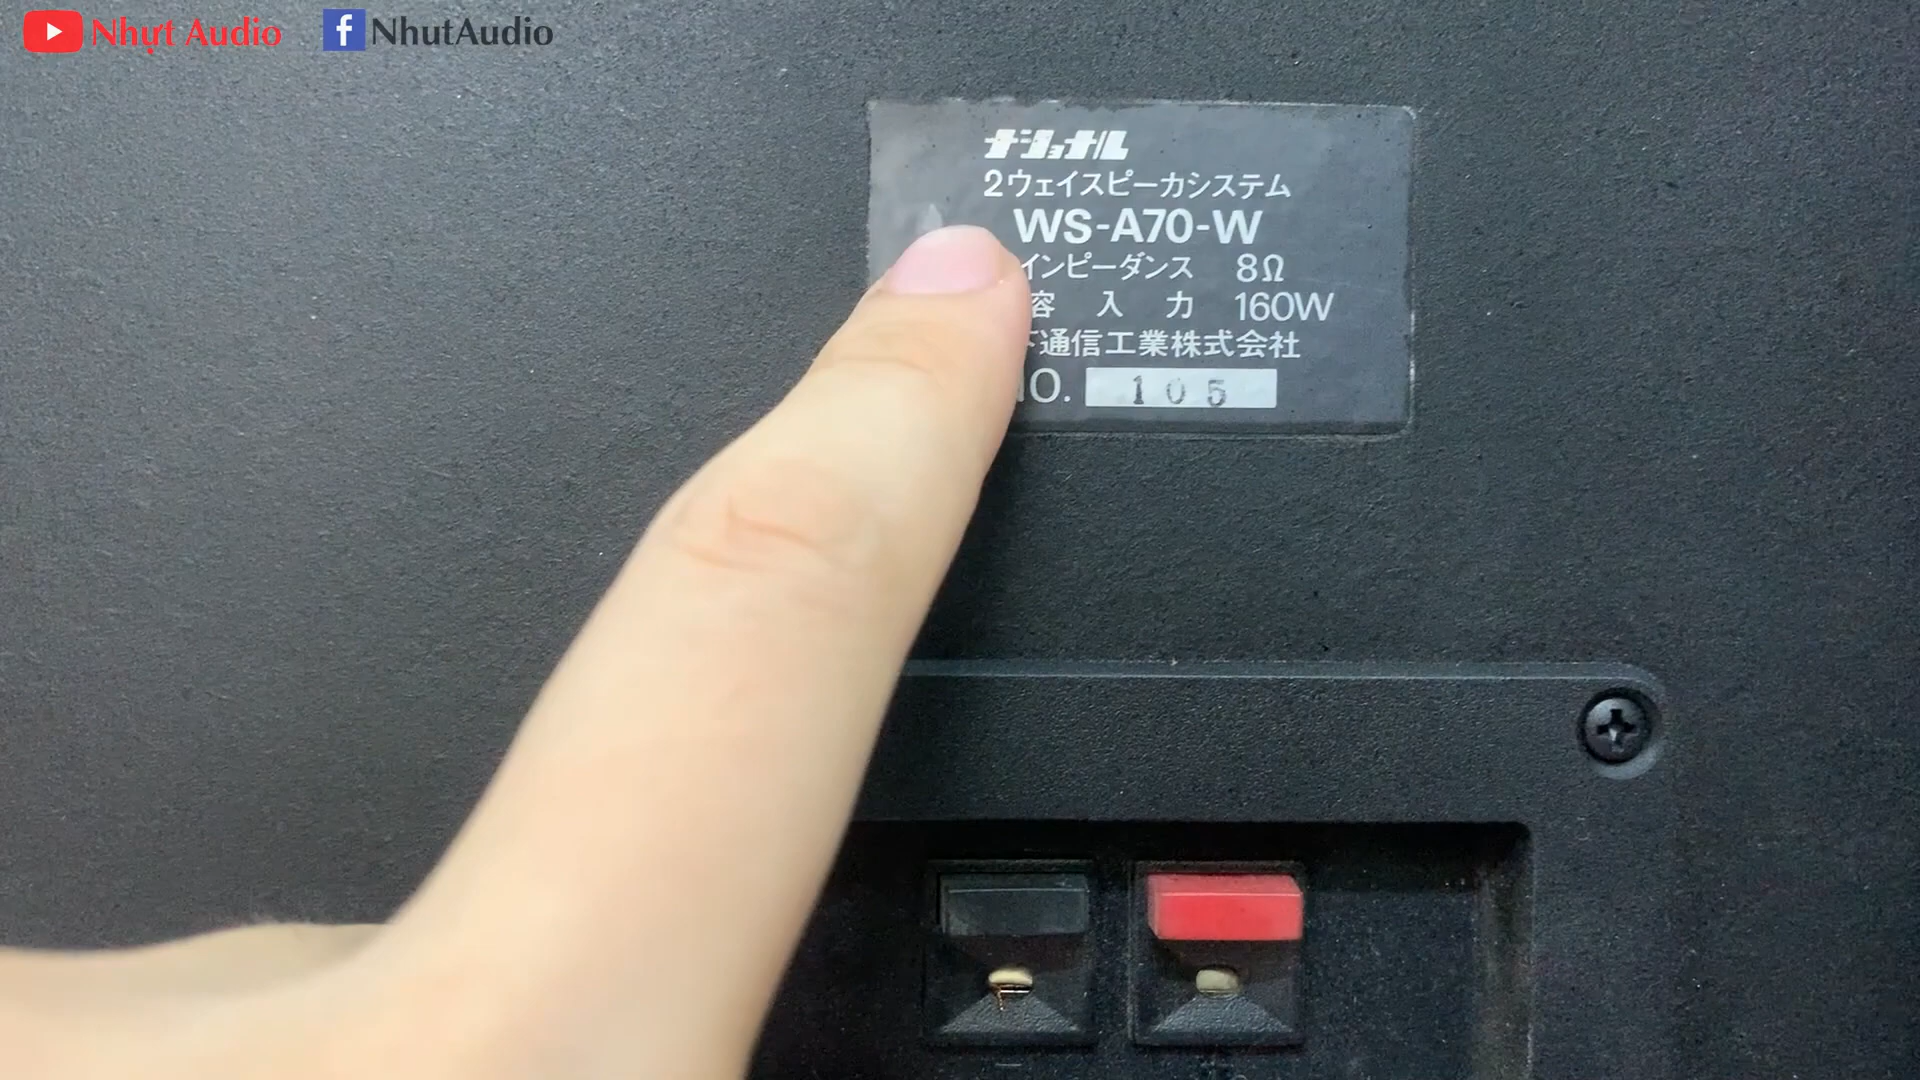 Nhựt Audio
NhutAudio
ナショナル
2ウェイスピーカシステム
WS-A70-W
インピーダンス 8Ω
容入力 160W
通信工業株式会社
NO. 105